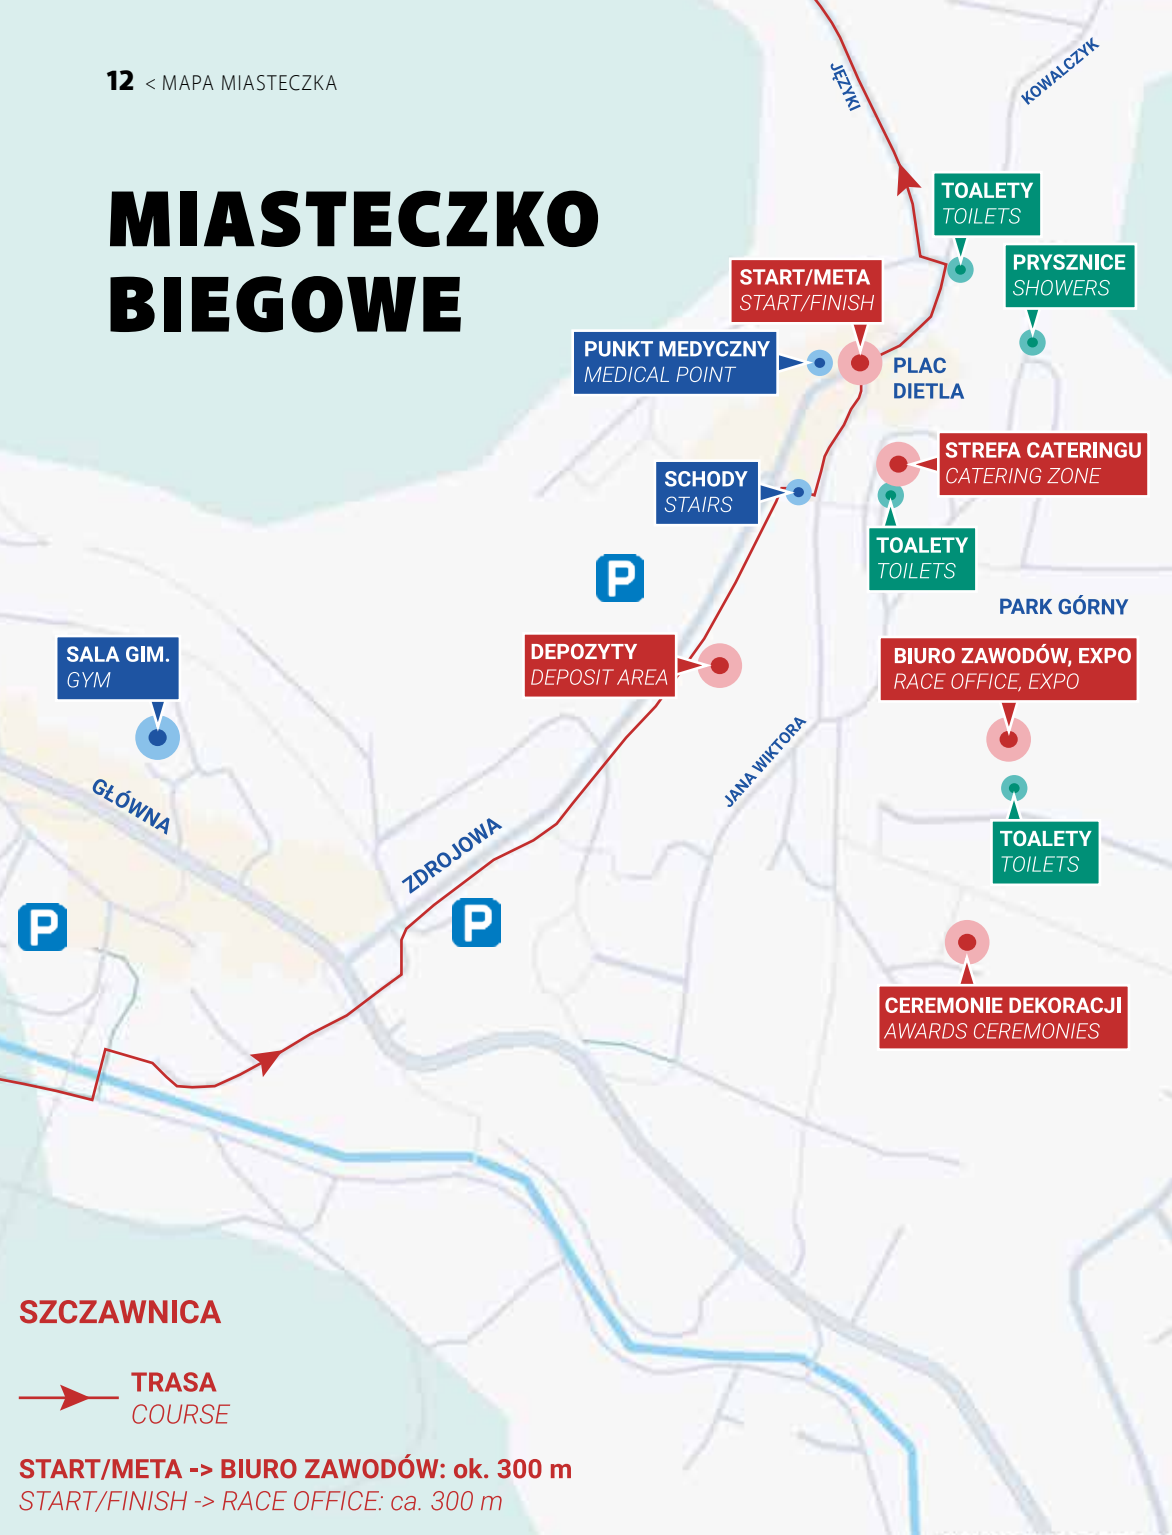 12 < MAPA MIASTECZKA
MIASTECZKO
BIEGOWE
JĘZYKI
KOWALCZYK
TOALETY
TOILETS
PRYSZNICE
SHOWERS
START/META
START/FINISH
PUNKT MEDYCZNY
MEDICAL POINT
PLAC
DIETLA
STREFA CATERINGU
CATERING ZONE
SCHODY
STAIRS
TOALETY
TOILETS
P
PARK GÓRNY
DEPOZYTY
DEPOSIT AREA
SALA GIM.
GYM
BIURO ZAWODÓW, EXPO
RACE OFFICE, EXPO
JANA WIKTORA
GŁÓWNA
ZDROJOWA
TOALETY
TOILETS
P
P
CEREMONIE DEKORACJI
AWARDS CEREMONIES
SZCZAWNICA
TRASA
COURSE
START/META -> BIURO ZAWODÓW: ok. 300 m
START/FINISH -> RACE OFFICE: ca. 300 m